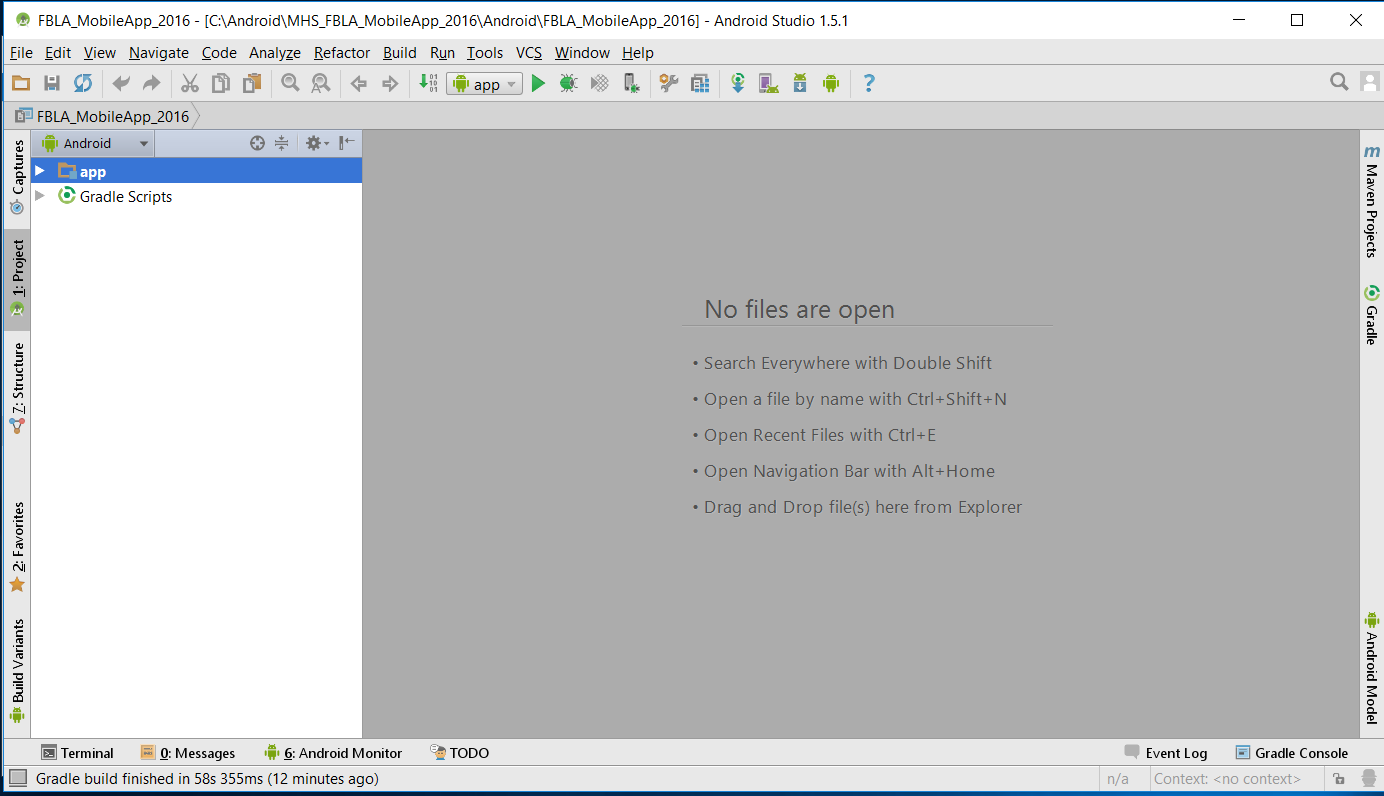 FBLA_MobileApp_2016 - [C:\Android\MHS_FBLA_MobileApp_2016\Android\FBLA_MobileApp_2016] - Android Studio 1.5.1
File Edit View Navigate Code Analyze Refactor Build Run Tools VCS Window Help
app
FBLA_MobileApp_2016
Android
app
Gradle Scripts
Captures
1: Project
7: Structure
2: Favorites
Build Variants
No files are open
• Search Everywhere with Double Shift
• Open a file by name with Ctrl+Shift+N
• Open Recent Files with Ctrl+E
• Open Navigation Bar with Alt+Home
• Drag and Drop file(s) here from Explorer
m Maven Projects
Gradle
Android Model
Terminal 0: Messages 6: Android Monitor TODO Event Log Gradle Console
Gradle build finished in 58s 355ms (12 minutes ago) n/a Context: <no context>